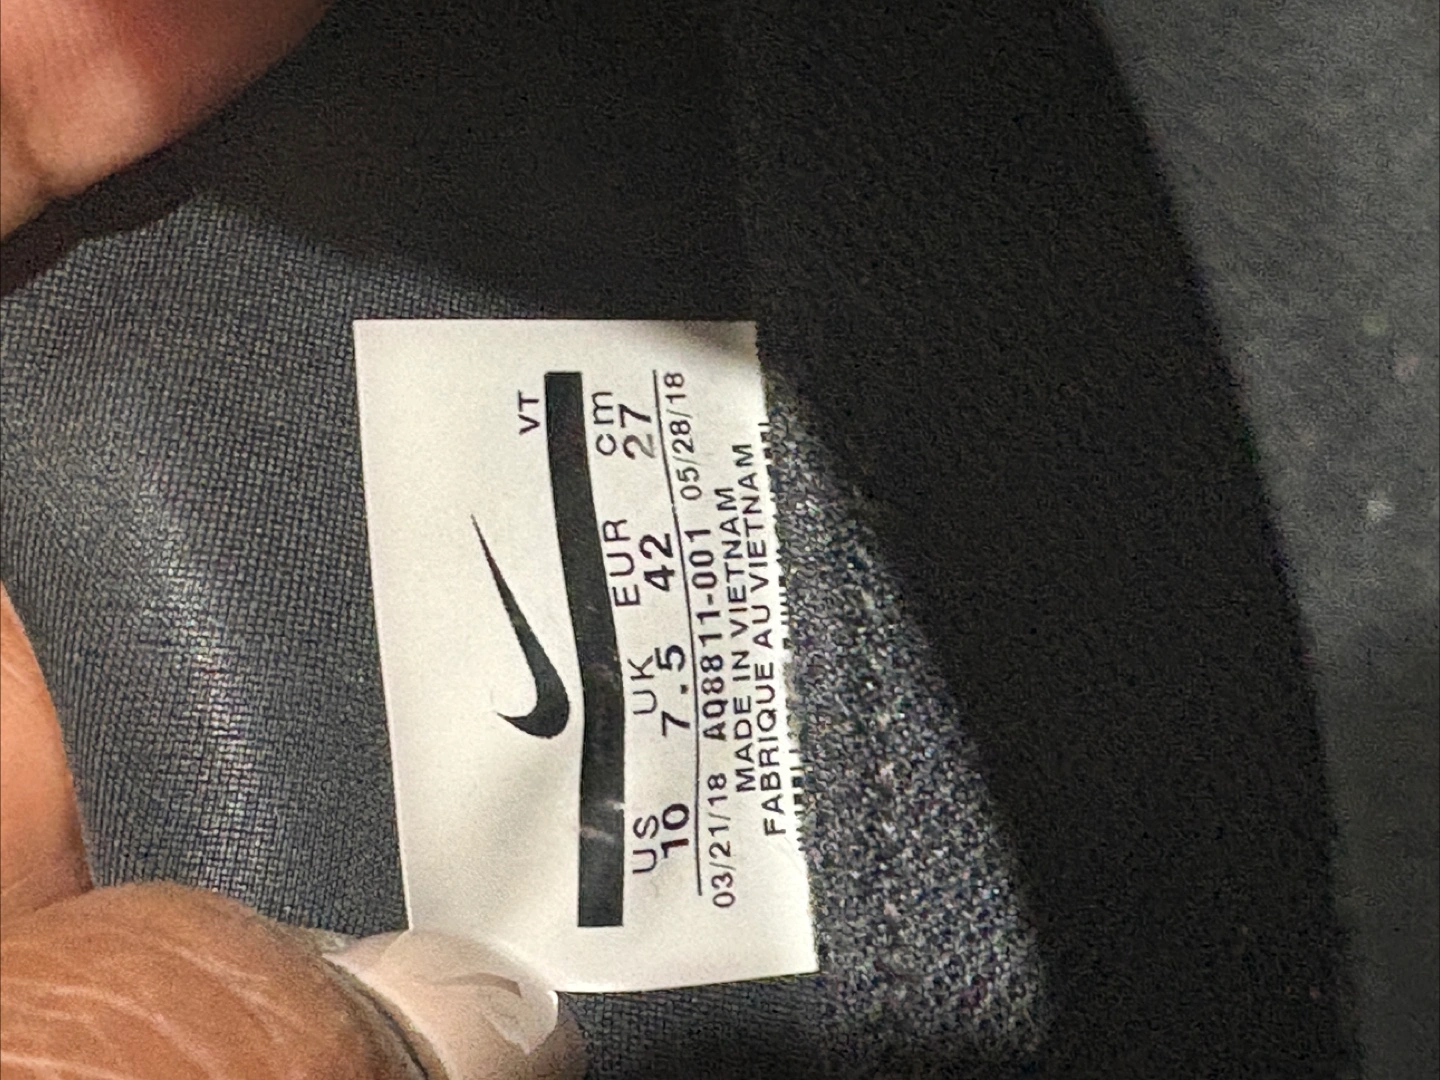 VT
US UK EUR cm
10 7.5 42 27
03/21/18 AQ8811-001 05/28/18
MADE IN VIETNAM
FABRIQUE AU VIETNAM